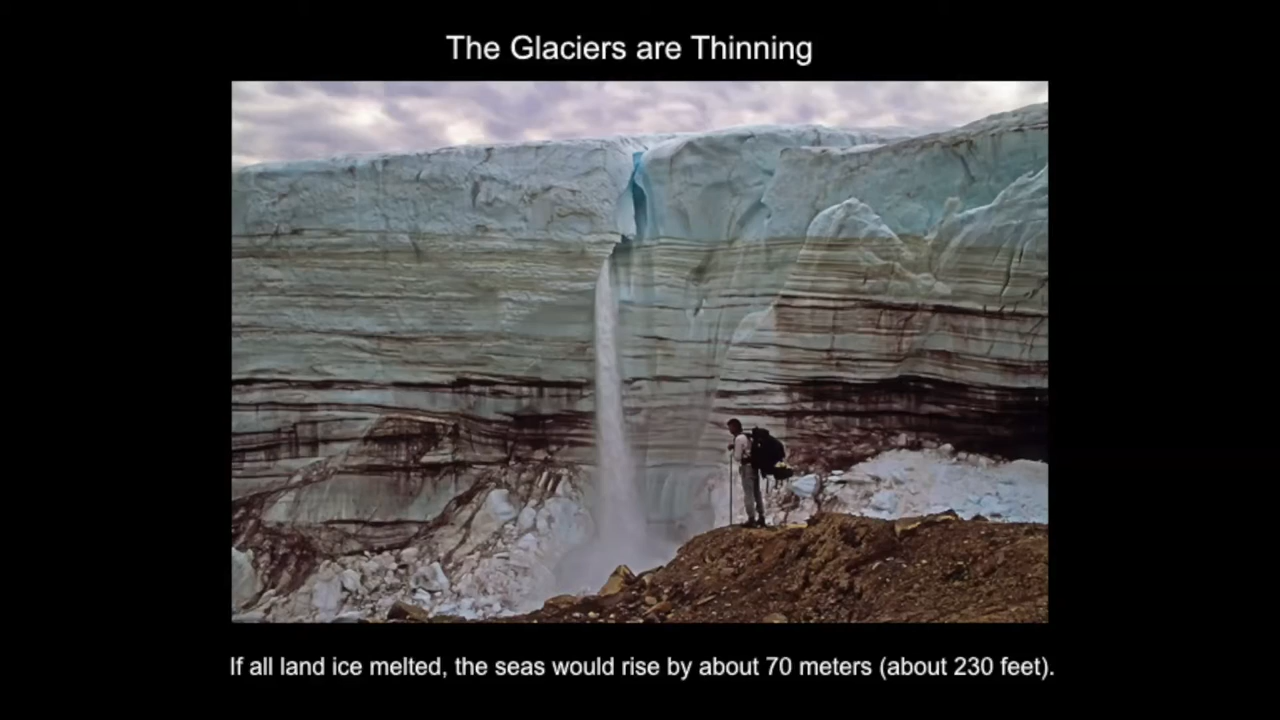 The Glaciers are Thinning
If all land ice melted, the seas would rise by about 70 meters (about 230 feet).